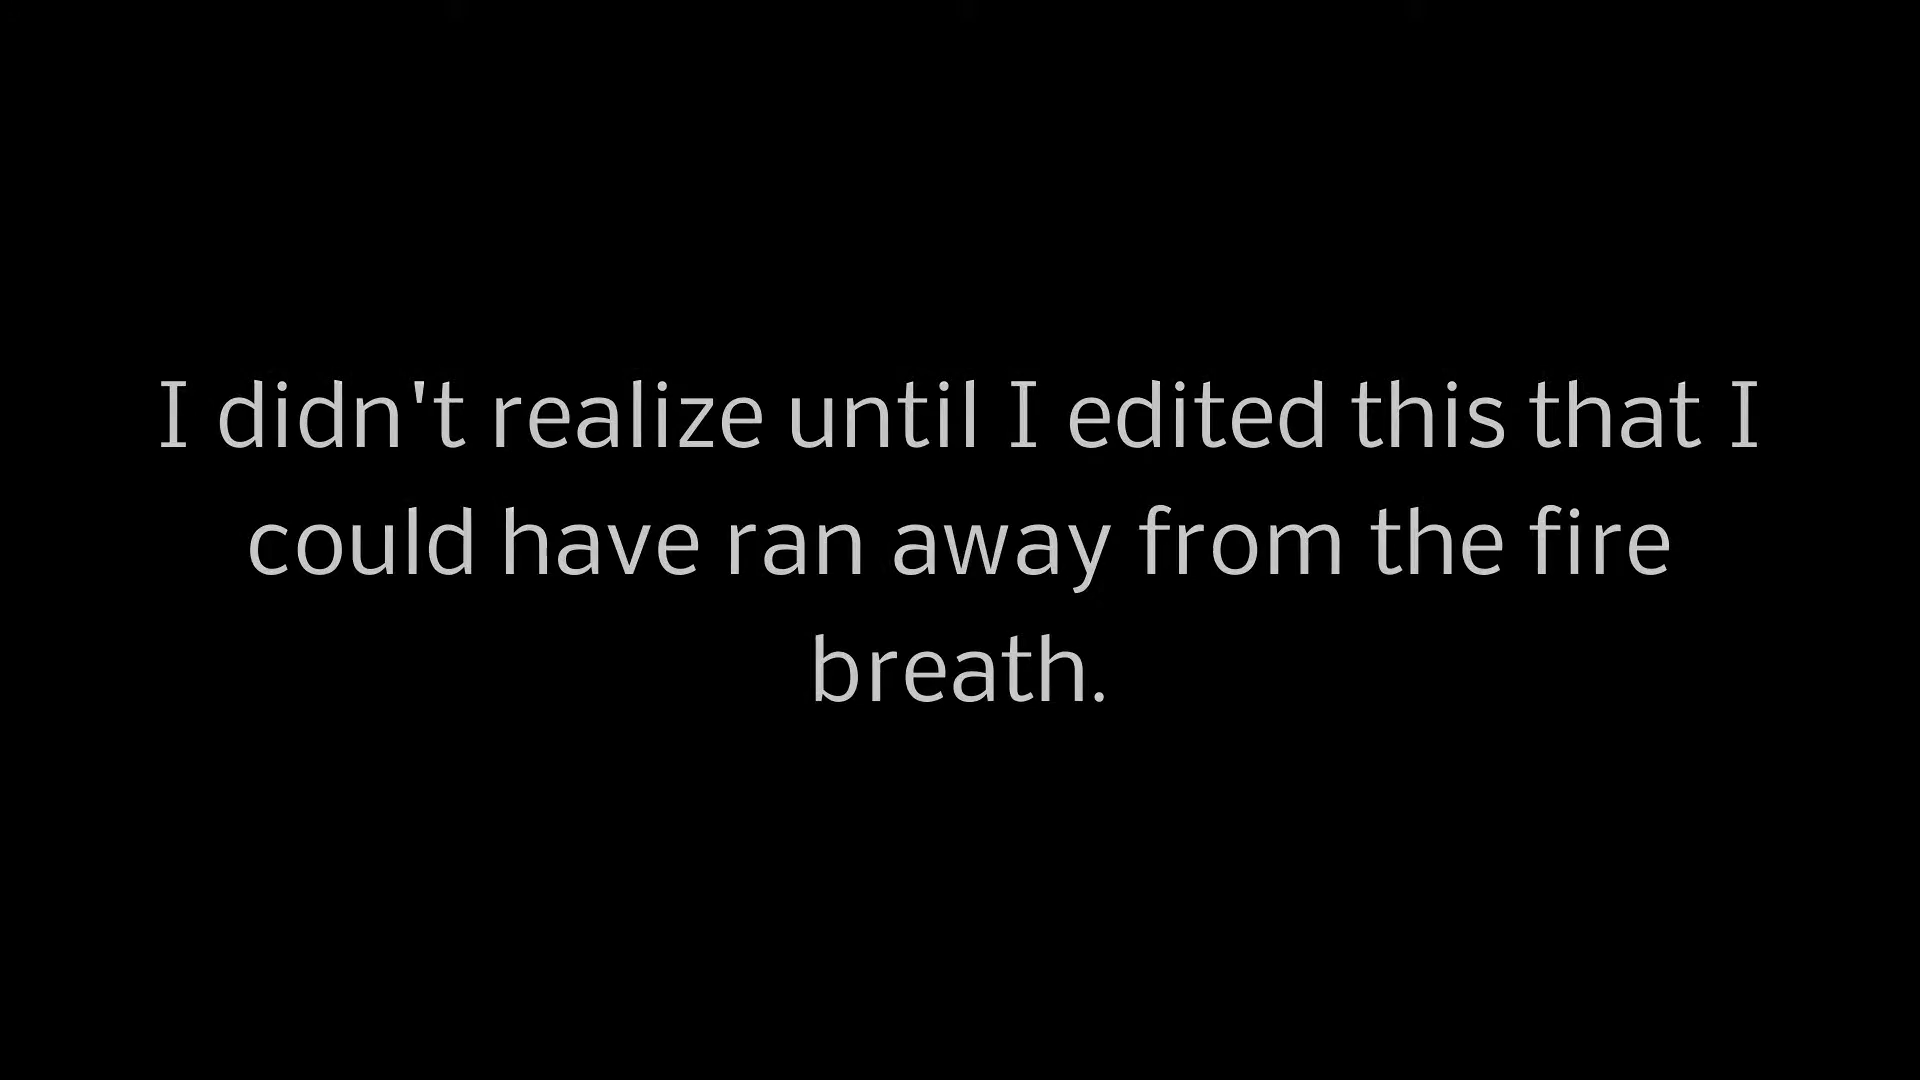 I didn't realize until I edited this that I
could have ran away from the fire
breath.